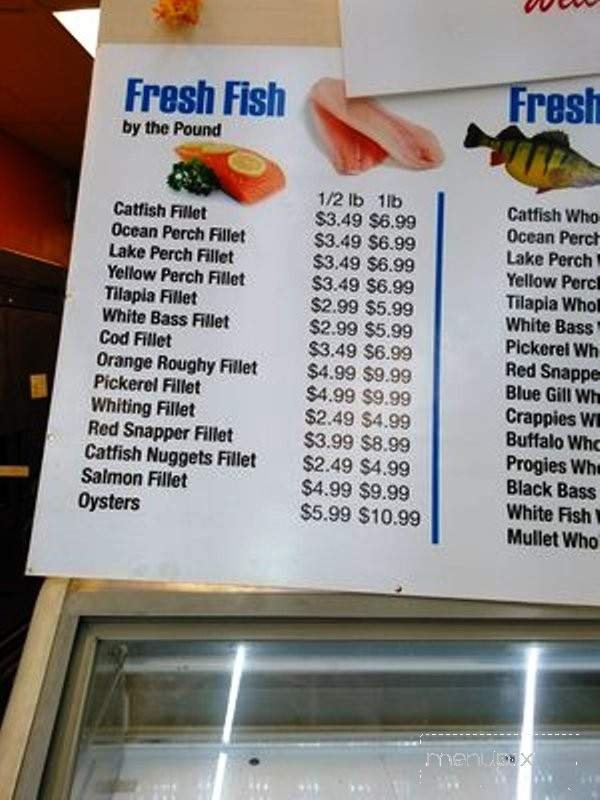 Fresh Fish
by the Pound
1/2 lb 1lb
Catfish Fillet $3.49 $6.99
Ocean Perch Fillet $3.49 $6.99
Lake Perch Fillet $3.49 $6.99
Yellow Perch Fillet $3.49 $6.99
Tilapia Fillet $2.99 $5.99
White Bass Fillet $2.99 $5.99
Cod Fillet $3.49 $6.99
Orange Roughy Fillet $4.99 $9.99
Pickerel Fillet $4.99 $9.99
Whiting Fillet $2.49 $4.99
Red Snapper Fillet $3.99 $8.99
Catfish Nuggets Fillet $2.49 $4.99
Salmon Fillet $4.99 $9.99
Oysters $5.99 $10.99
Fresh
Catfish Who
Ocean Perch
Lake Perch
Yellow Perc
Tilapia Whol
White Bass
Pickerel Wh
Red Snappe
Blue Gill Wh
Crappies Wh
Buffalo Who
Progies Who
Black Bass
White Fish
Mullet Who
menupix